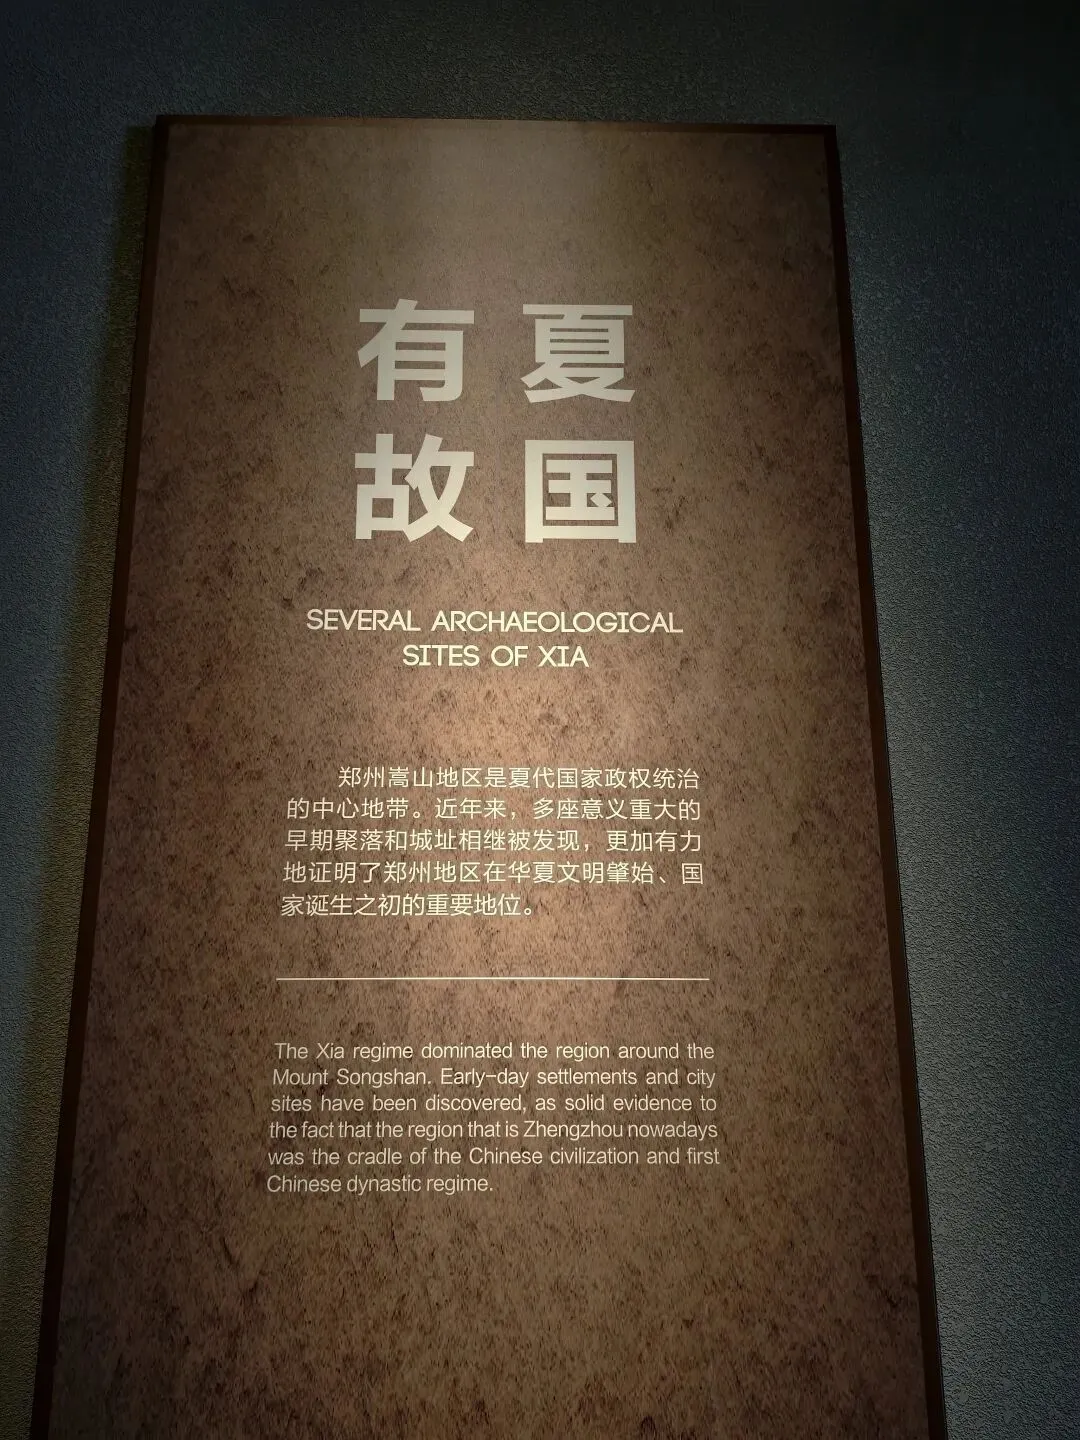 有夏
故国
SEVERAL ARCHAEOLOGICAL
SITES OF XIA
郑州嵩山地区是夏代国家政权统治
的中心地带。近年来，多座意义重大的
早期聚落和城址相继被发现，更加有力
地证明了郑州地区在华夏文明肇始、国
家诞生之初的重要地位。
The Xia regime dominated the region around the
Mount Songshan. Early-day settlements and city
sites have been discovered, as solid evidence to
the fact that the region that is Zhengzhou nowadays
was the cradle of the Chinese civilization and first
Chinese dynastic regime.